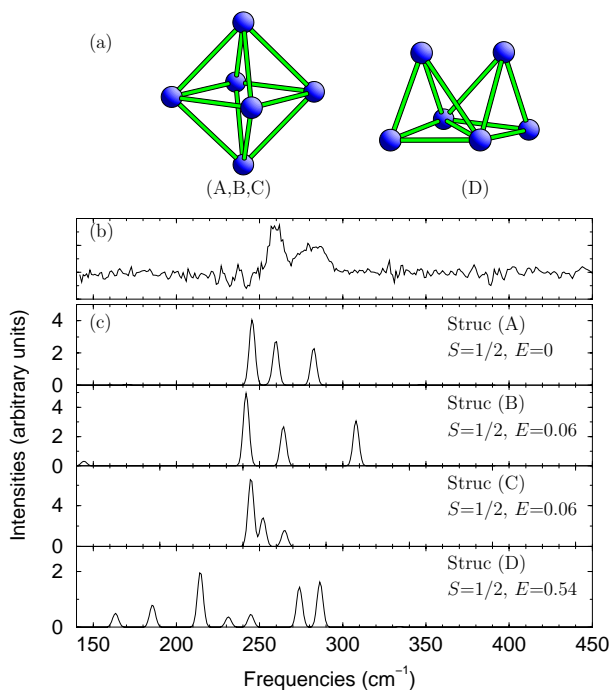 (a)
(A,B,C)
(D)
(b)
(c)
Struc (A)
S=1/2, E=0
4
2
0
Struc (B)
S=1/2, E=0.06
4
2
0
Struc (C)
S=1/2, E=0.06
6
4
2
0
Struc (D)
S=1/2, E=0.54
2
0
150 200 250 300 350 400 450
Frequencies (cm⁻¹)
Intensities (arbitrary units)